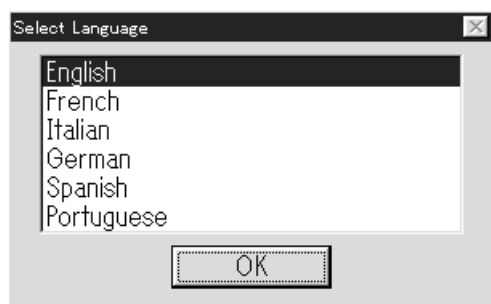 Select Language
English
French
Italian
German
Spanish
Portuguese
OK